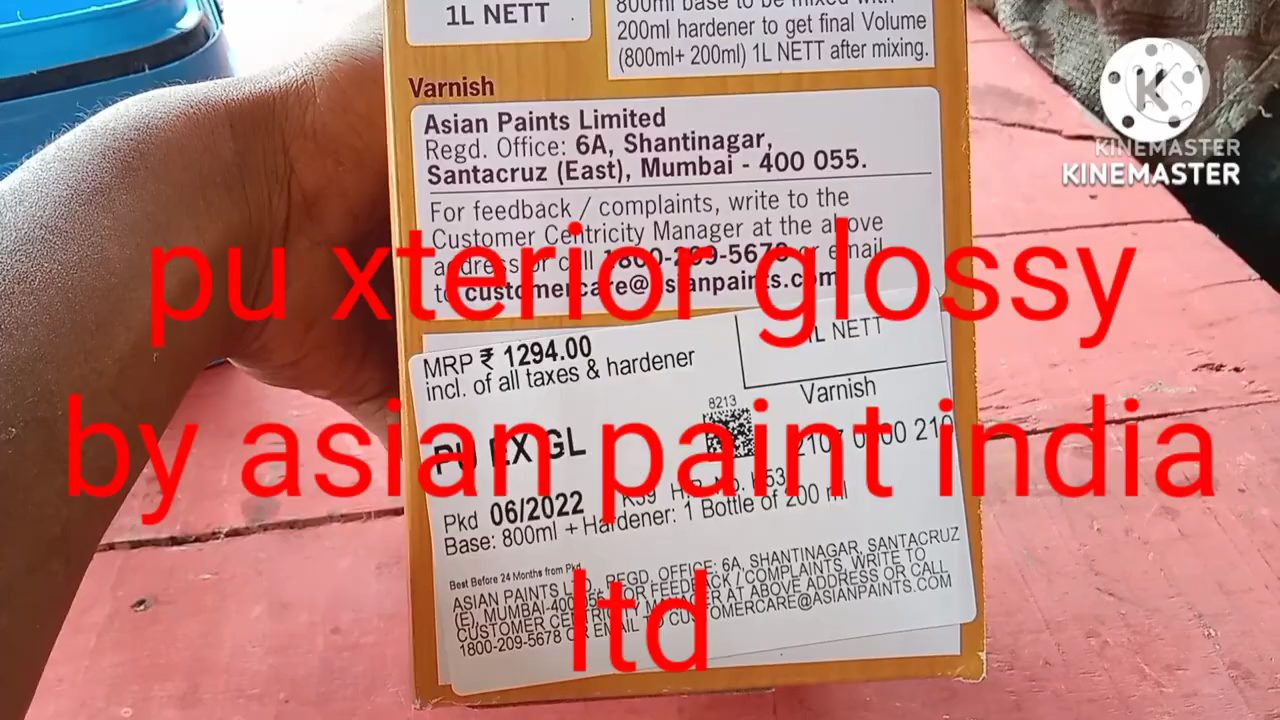 1L NETT
800ml base to be mixed with
200ml hardener to get final Volume
(800ml+ 200ml) 1L NETT after mixing.
Varnish
Asian Paints Limited
Regd. Office: 6A, Shantinagar,
Santacruz (East), Mumbai - 400 055.
For feedback / complaints, write to the
Customer Centricity Manager at the above
address or call 1800-209-5678 or email
to customercare@asianpaints.com
K
KINEMASTER
KINEMASTER
pu xterior glossy
by asian paint india
ltd
MRP ₹ 1294.00
incl. of all taxes & hardener
1L NETT
Varnish
8213
PU EX GL
Pkd 06/2022
Base: 800ml + Hardener: 1 Bottle of 200 ml
Best Before 24 Months from Pkd.
ASIAN PAINTS LTD., REGD. OFFICE: 6A, SHANTINAGAR, SANTACRUZ
(E), MUMBAI-400 055. FOR FEEDBACK / COMPLAINTS, WRITE TO
CUSTOMER CENTRICITY MANAGER AT ABOVE ADDRESS OR CALL
1800-209-5678 OR EMAIL TO CUSTOMERCARE@ASIANPAINTS.COM